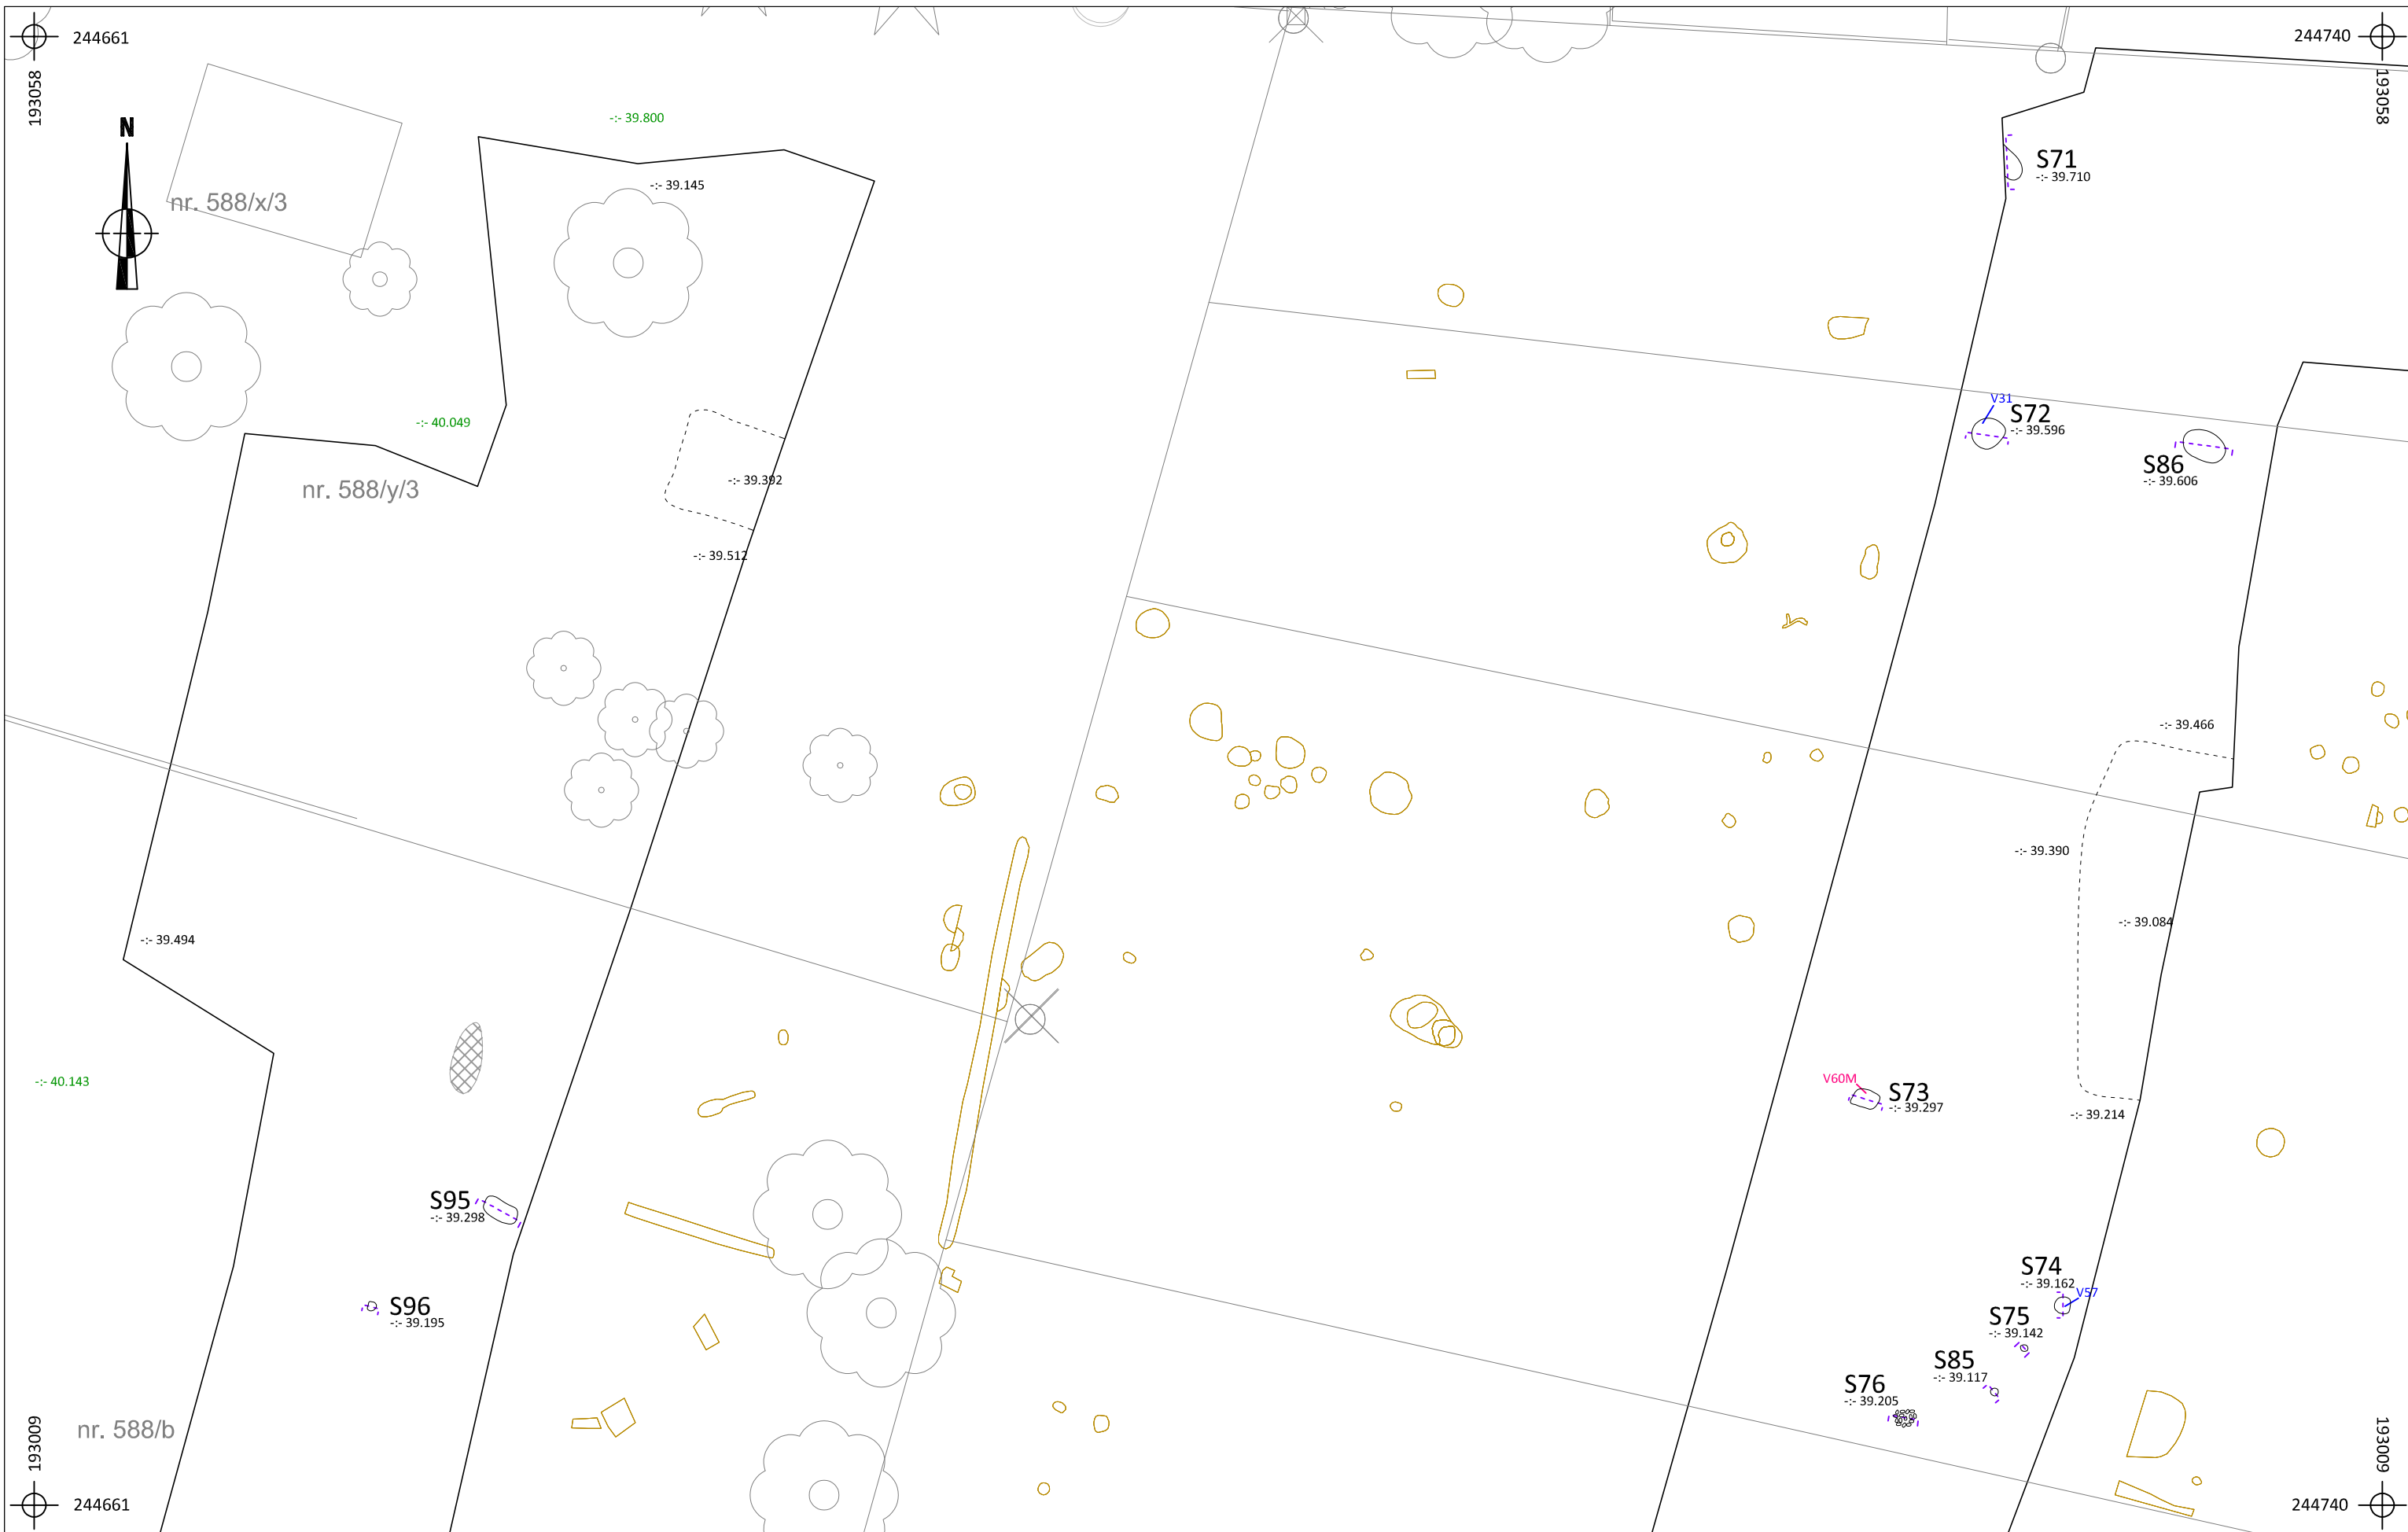 244661
244740
193058
193058
N
-:- 39.800
-:- 39.145
S71
-:- 39.710
nr. 588/x/3
V31
S72
-:- 39.596
-:- 40.049
S86
-:- 39.606
nr. 588/y/3
-:- 39.392
-:- 39.512
-:- 39.466
-:- 39.390
-:- 39.084
-:- 39.494
V60M
S73
-:- 39.297
-:- 40.143
-:- 39.214
S95
-:- 39.298
S74
-:- 39.162
V57
S96
-:- 39.195
S75
-:- 39.142
S85
-:- 39.117
S76
-:- 39.205
nr. 588/b
193009
193009
244661
244740